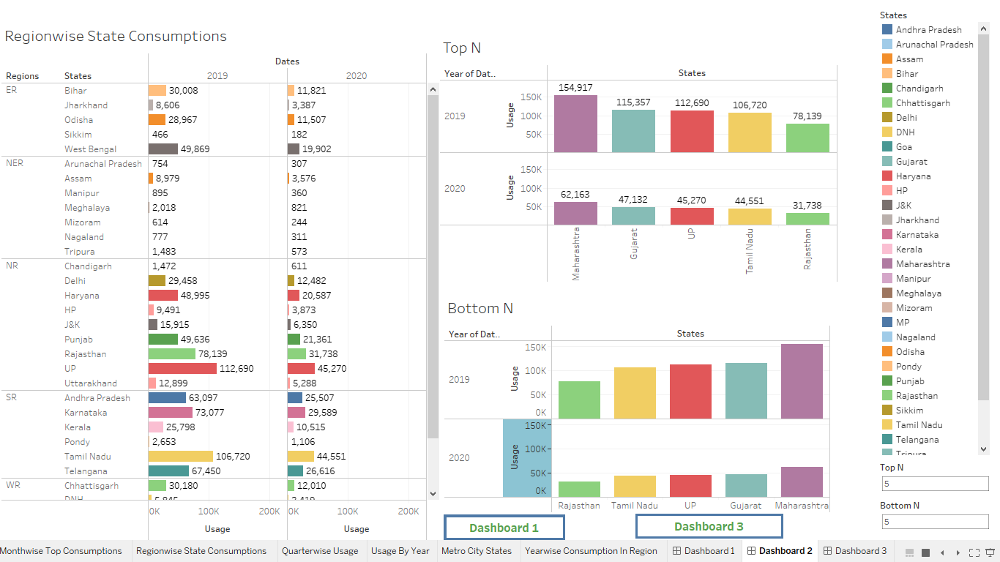 Regionwise State Consumptions
Dates
Regions States 2019 2020
ER Bihar 30,008 11,821
Jharkhand 8,606 3,387
Odisha 28,967 11,507
Sikkim 466 182
West Bengal 49,869 19,902
NER Arunachal Pradesh 754 307
Assam 8,979 3,576
Manipur 895 360
Meghalaya 2,018 821
Mizoram 614 244
Nagaland 777 311
Tripura 1,483 573
NR Chandigarh 1,472 611
Delhi 29,458 12,482
Haryana 48,995 20,587
HP 9,491 3,873
J&K 15,915 6,350
Punjab 49,636 21,361
Rajasthan 78,139 31,738
UP 112,690 45,270
Uttarakhand 12,899 5,288
SR Andhra Pradesh 63,097 25,507
Karnataka 73,077 29,589
Kerala 25,798 10,515
Pondy 2,653 1,106
Tamil Nadu 106,720 44,551
Telangana 67,450 26,616
WR Chhattisgarh 30,180 12,010
DNH
0K 100K 200K 0K 100K 200K
Usage Usage
Top N
Year of Dat.. States
2019 Usage 150K 100K 50K
154,917 115,357 112,690 106,720 78,139
2020 Usage 150K 100K 50K
62,163 47,132 45,270 44,551 31,738
Maharashtra Gujarat UP Tamil Nadu Rajasthan
Bottom N
Year of Dat.. States
2019 Usage 150K 100K 50K 0K
2020 Usage 150K 100K 50K 0K
Rajasthan Tamil Nadu UP Gujarat Maharashtra
Dashboard 1 Dashboard 3
States
Andhra Pradesh
Arunachal Pradesh
Assam
Bihar
Chandigarh
Chhattisgarh
Delhi
DNH
Goa
Gujarat
Haryana
HP
J&K
Jharkhand
Karnataka
Kerala
Maharashtra
Manipur
Meghalaya
Mizoram
MP
Nagaland
Odisha
Pondy
Punjab
Rajasthan
Sikkim
Tamil Nadu
Telangana
Tripura
Top N
5
Bottom N
5
Monthwise Top Consumptions Regionwise State Consumptions Quarterwise Usage Usage By Year Metro City States Yearwise Consumption In Region Dashboard 1 Dashboard 2 Dashboard 3